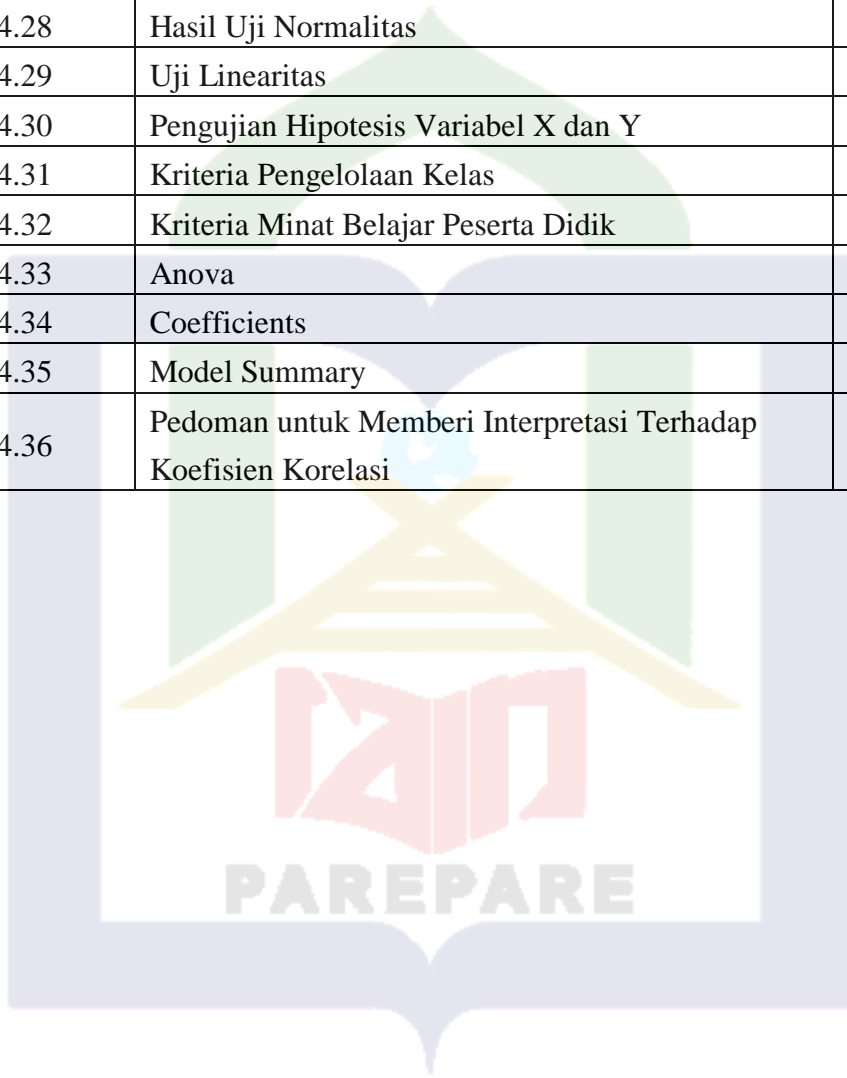 4.28 Hasil Uji Normalitas
4.29 Uji Linearitas
4.30 Pengujian Hipotesis Variabel X dan Y
4.31 Kriteria Pengelolaan Kelas
4.32 Kriteria Minat Belajar Peserta Didik
4.33 Anova
4.34 Coefficients
4.35 Model Summary
4.36 Pedoman untuk Memberi Interpretasi Terhadap
Koefisien Korelasi
iain
PAREPARE